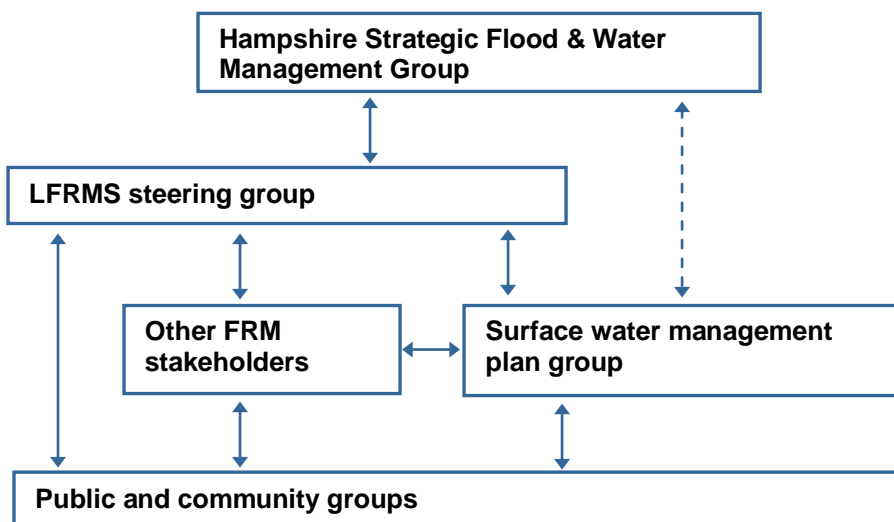 Hampshire Strategic Flood & Water
Management Group
LFRMS steering group
Other FRM
stakeholders
Surface water management
plan group
Public and community groups